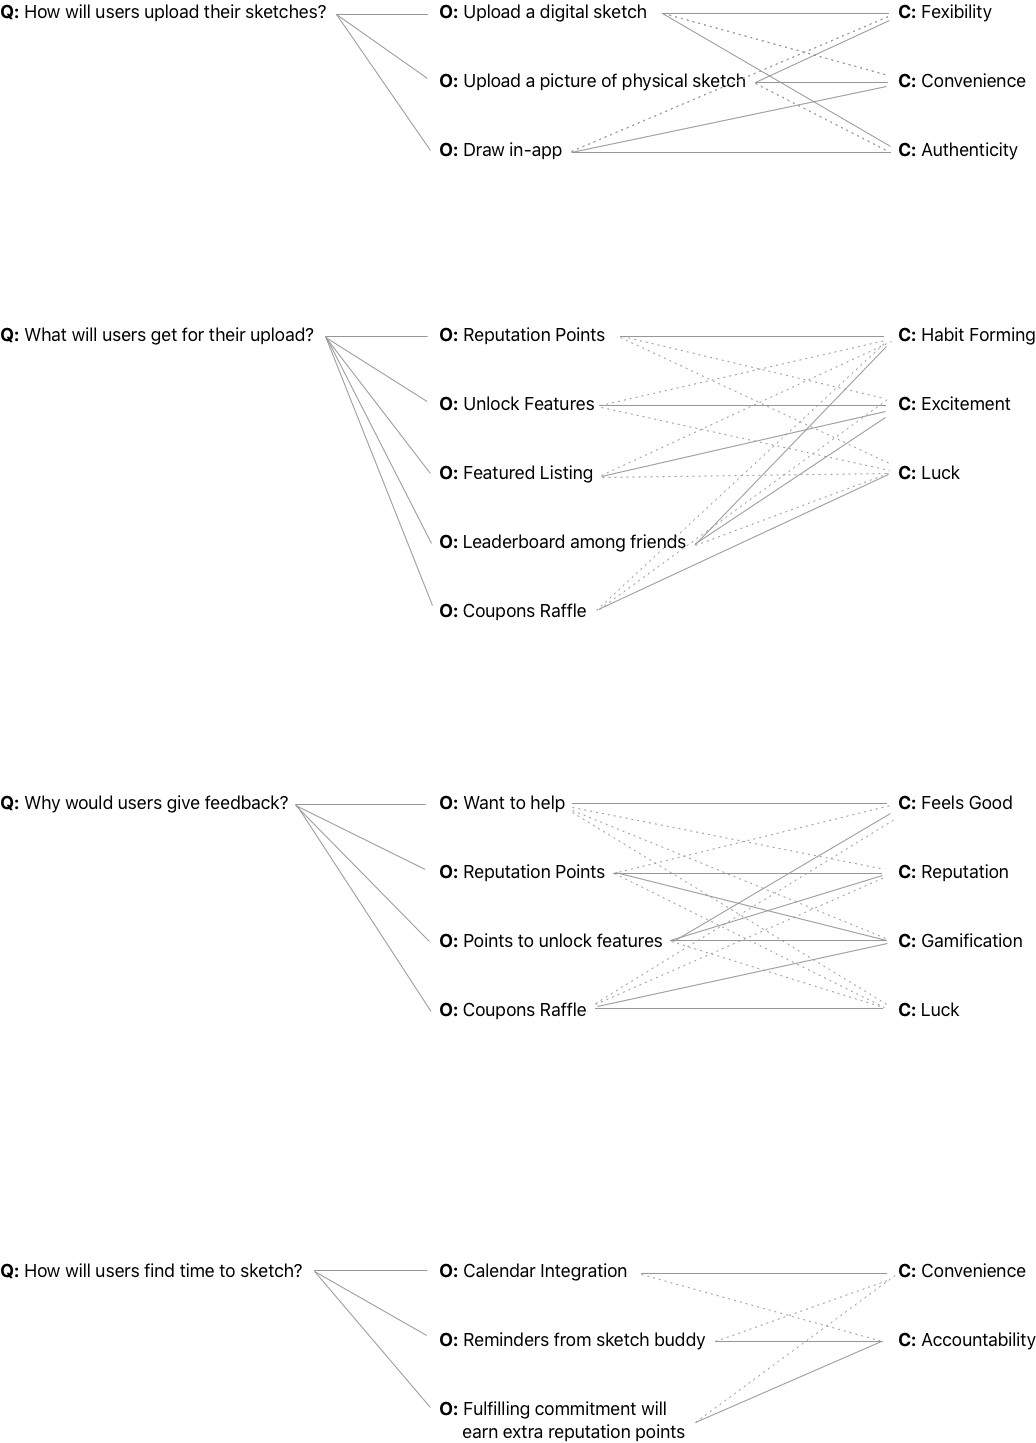 Q: How will users upload their sketches?
O: Upload a digital sketch
C: Fexibility
O: Upload a picture of physical sketch
C: Convenience
O: Draw in-app
C: Authenticity
Q: What will users get for their upload?
O: Reputation Points
C: Habit Forming
O: Unlock Features
C: Excitement
O: Featured Listing
C: Luck
O: Leaderboard among friends
O: Coupons Raffle
Q: Why would users give feedback?
O: Want to help
C: Feels Good
O: Reputation Points
C: Reputation
O: Points to unlock features
C: Gamification
O: Coupons Raffle
C: Luck
Q: How will users find time to sketch?
O: Calendar Integration
C: Convenience
O: Reminders from sketch buddy
C: Accountability
O: Fulfilling commitment will
earn extra reputation points